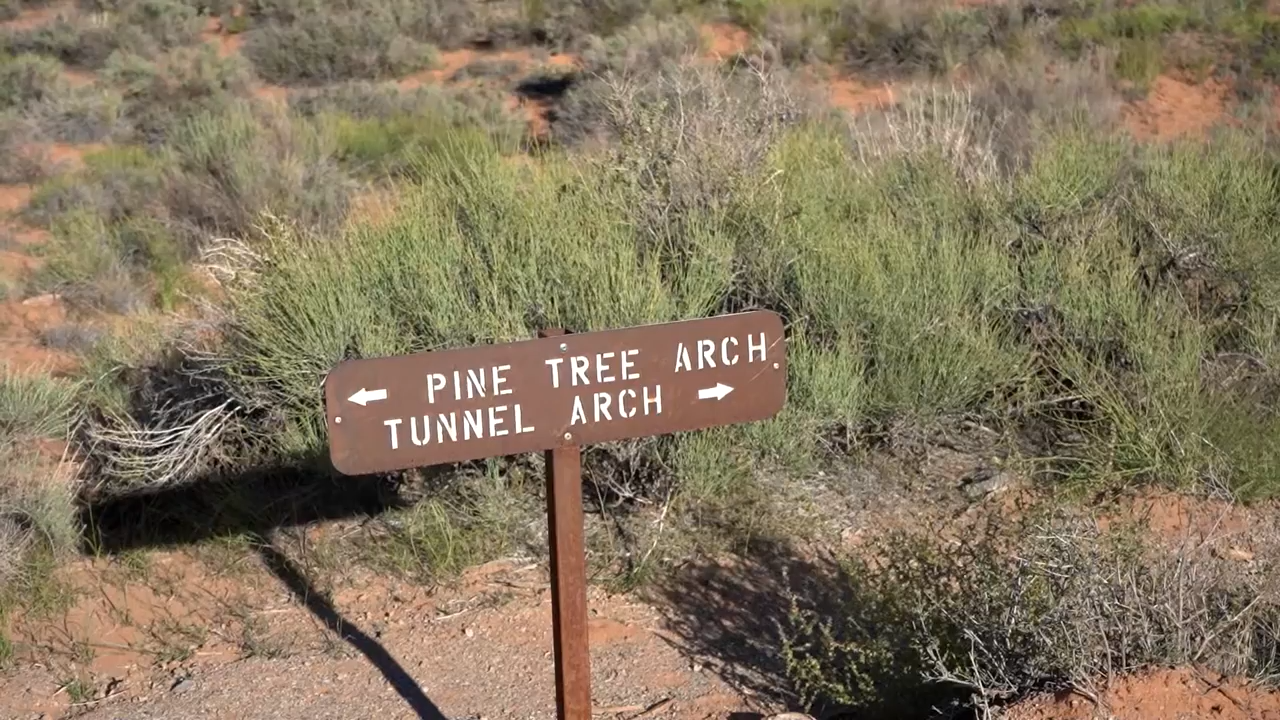 ← PINE TREE ARCH
TUNNEL ARCH →